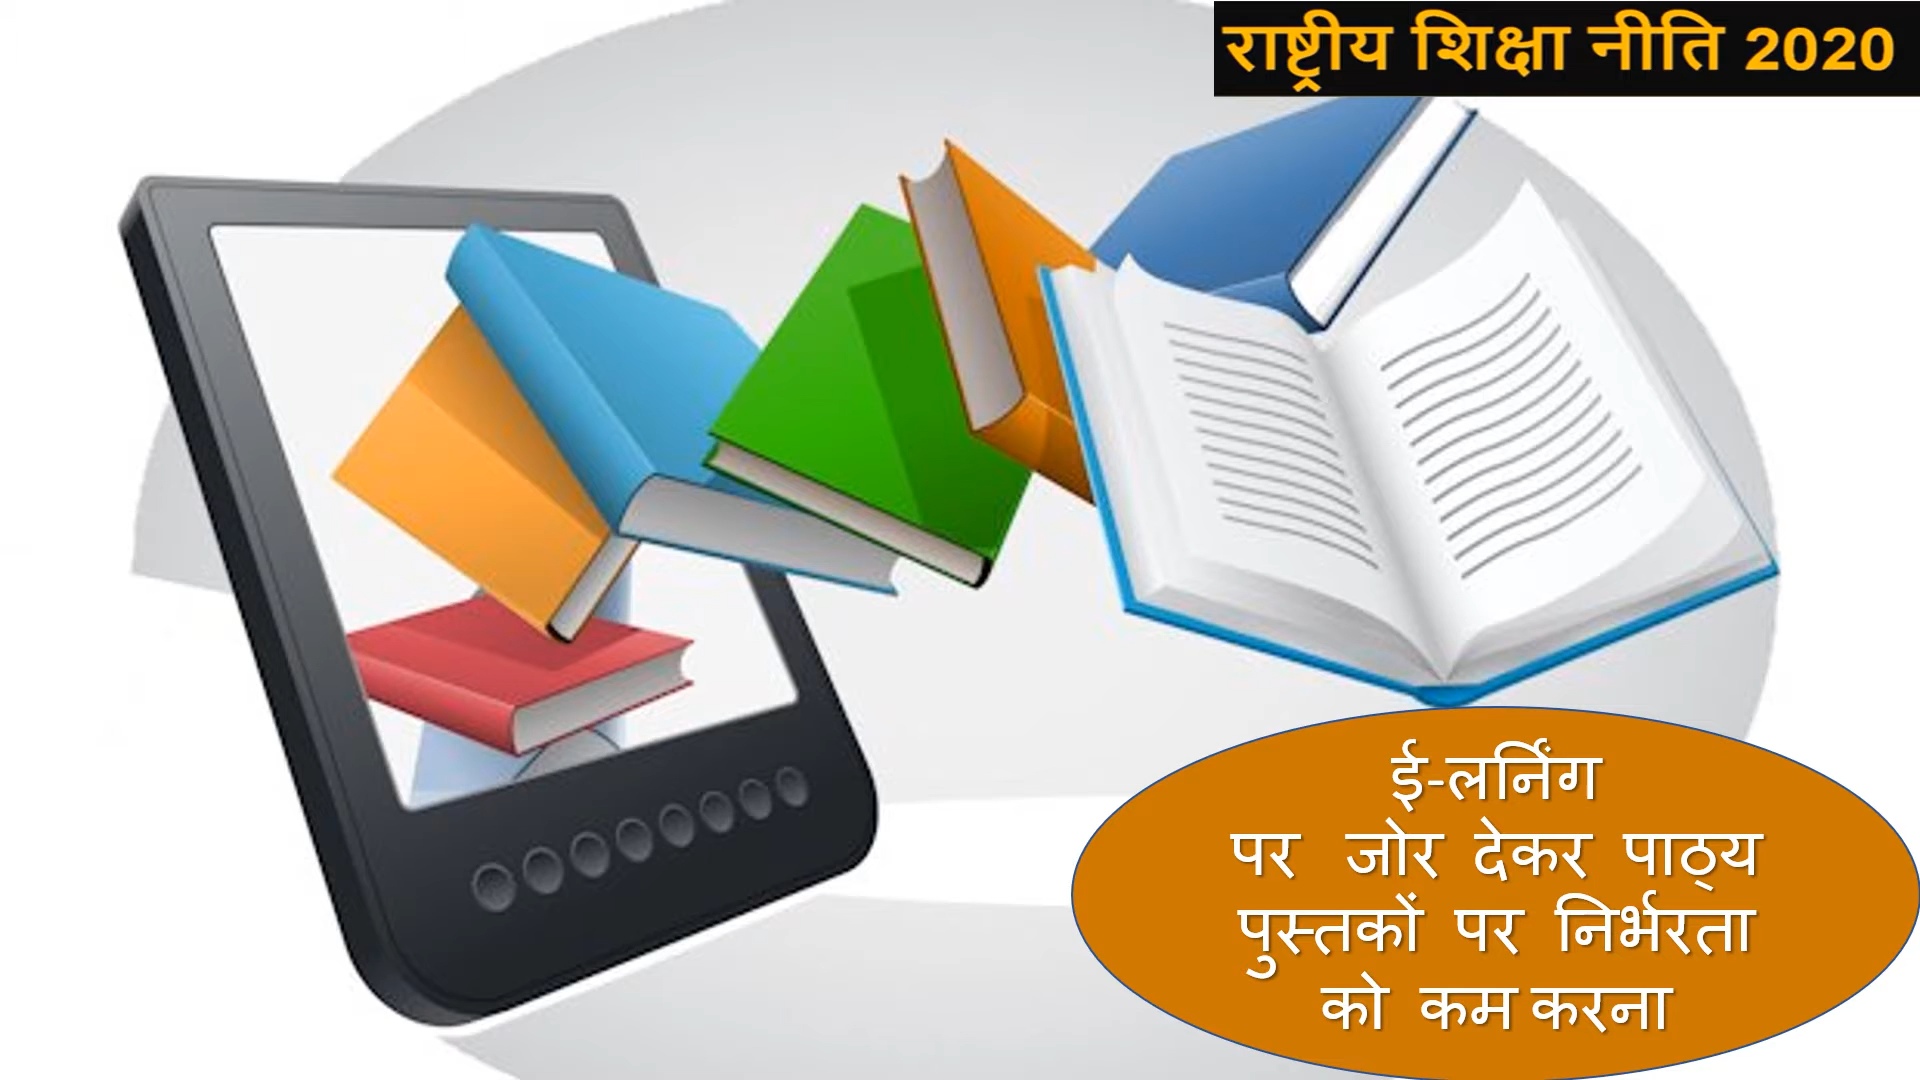 राष्ट्रीय शिक्षा नीति 2020
ई-लर्निंग
पर जोर देकर पाठ्य
पुस्तकों पर निर्भरता
को कम करना